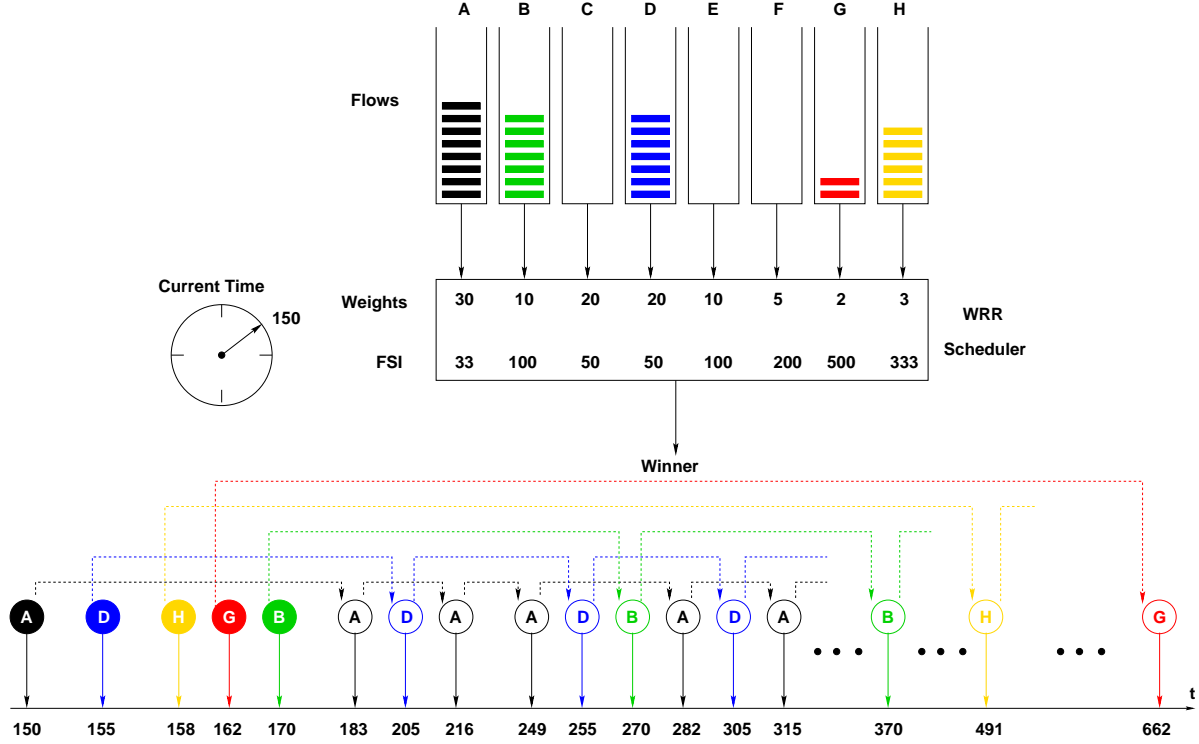 A B C D E F G H
Flows
Current Time
150
Weights 30 10 20 20 10 5 2 3
WRR
Scheduler
FSI 33 100 50 50 100 200 500 333
Winner
A D H G B A D A A D B A D A B H G
t
150 155 158 162 170 183 205 216 249 255 270 282 305 315 370 491 662